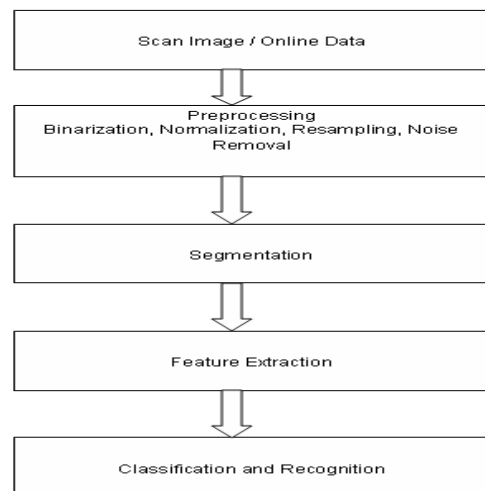 Scan Image / Online Data
Preprocessing
Binarization, Normalization, Resampling, Noise
Removal
Segmentation
Feature Extraction
Classification and Recognition